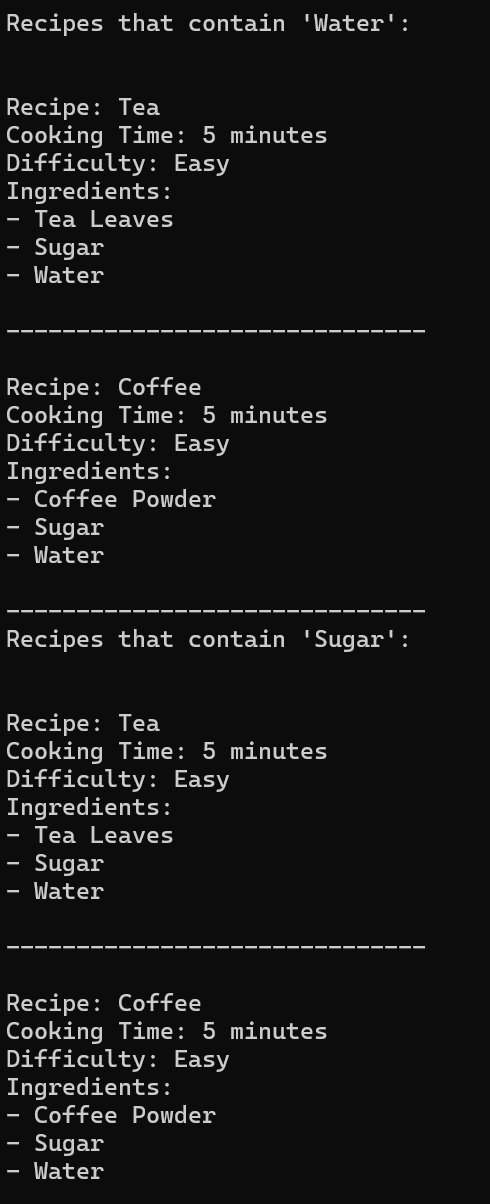 Recipes that contain 'Water':
Recipe: Tea
Cooking Time: 5 minutes
Difficulty: Easy
Ingredients:
- Tea Leaves
- Sugar
- Water
------------------------------
Recipe: Coffee
Cooking Time: 5 minutes
Difficulty: Easy
Ingredients:
- Coffee Powder
- Sugar
- Water
------------------------------
Recipes that contain 'Sugar':
Recipe: Tea
Cooking Time: 5 minutes
Difficulty: Easy
Ingredients:
- Tea Leaves
- Sugar
- Water
------------------------------
Recipe: Coffee
Cooking Time: 5 minutes
Difficulty: Easy
Ingredients:
- Coffee Powder
- Sugar
- Water